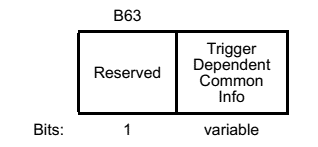 B63
Reserved
Trigger
Dependent
Common
Info
Bits: 1 variable